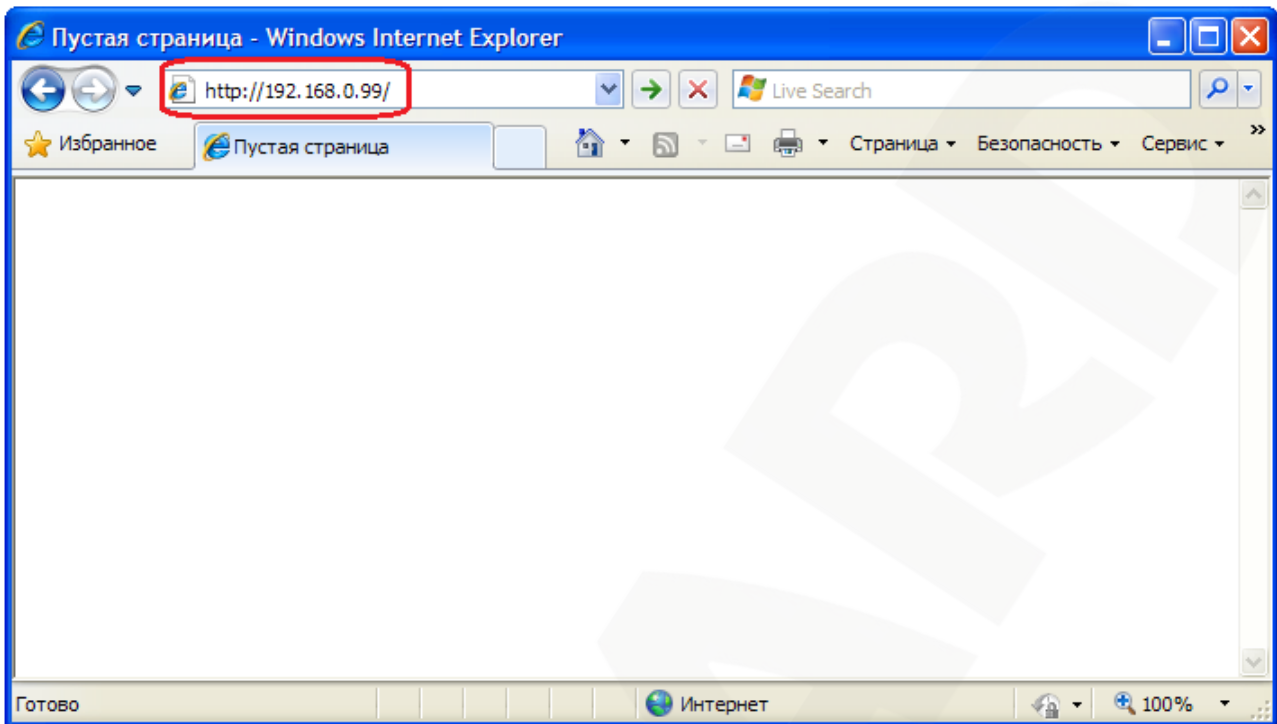 Пустая страница - Windows Internet Explorer
http://192.168.0.99/ Live Search
Избранное Пустая страница Страница Безопасность Сервис »
Готово Интернет 100%